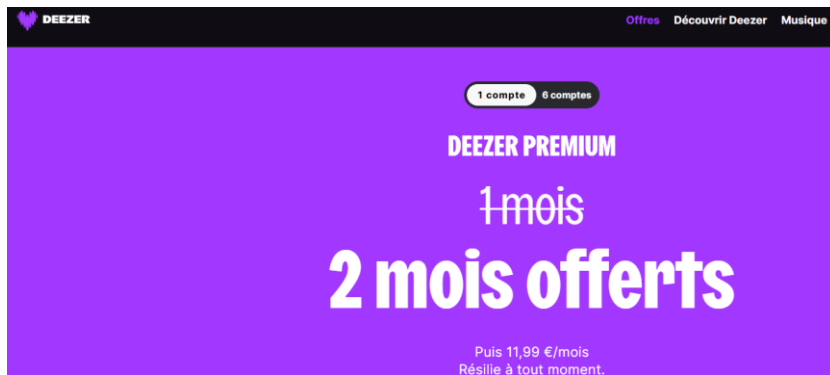 DEEZER
Offres Découvrir Deezer Musique
1 compte 6 comptes
DEEZER PREMIUM
1 mois
2 mois offerts
Puis 11,99 €/mois
Résilie à tout moment.